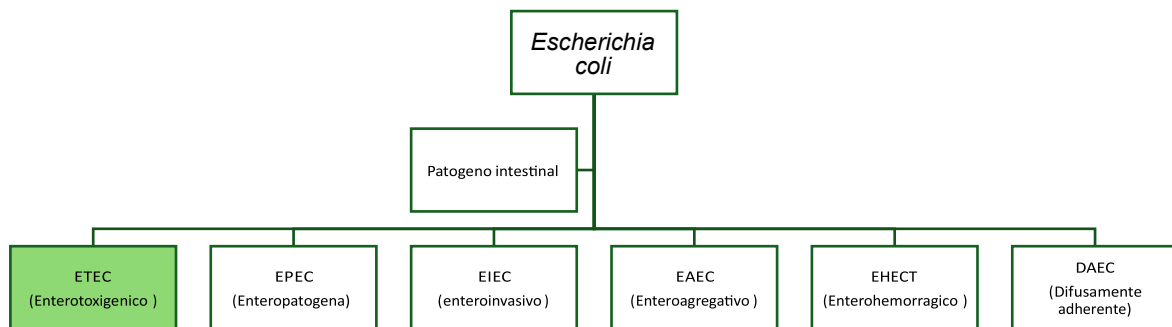 Escherichia
coli
Patogeno intestinal
ETEC
(Enterotoxigenico )
EPEC
(Enteropatogena)
EIEC
(enteroinvasivo )
EAEC
(Enteroagregativo )
EHECT
(Enterohemorragico )
DAEC
(Difusamente
adherente)